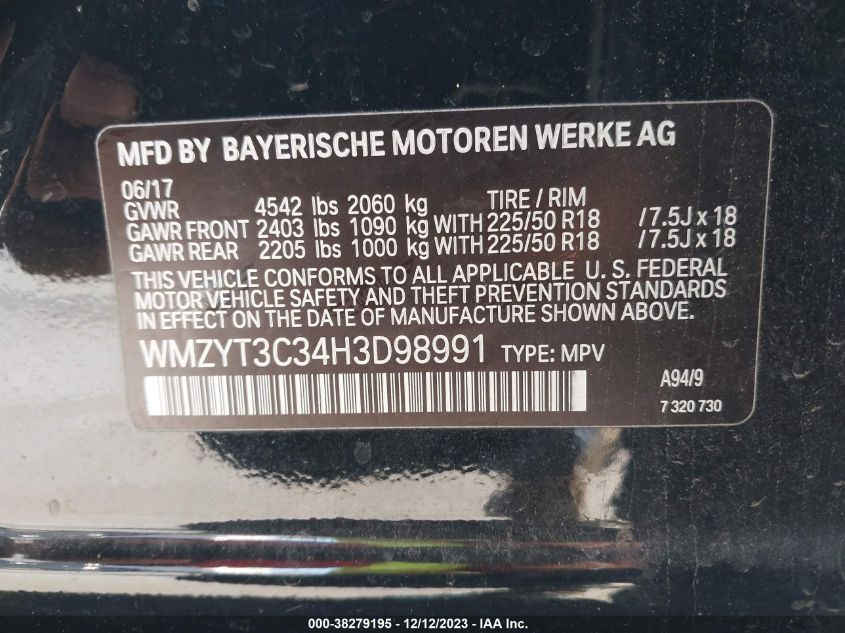 MFD BY BAYERISCHE MOTOREN WERKE AG
06/17
GVWR 4542 lbs 2060 kg TIRE / RIM
GAWR FRONT 2403 lbs 1090 kg WITH 225/50 R18 /7.5J x 18
GAWR REAR 2205 lbs 1000 kg WITH 225/50 R18 /7.5J x 18
THIS VEHICLE CONFORMS TO ALL APPLICABLE U. S. FEDERAL
MOTOR VEHICLE SAFETY AND THEFT PREVENTION STANDARDS
IN EFFECT ON THE DATE OF MANUFACTURE SHOWN ABOVE.
WMZYT3C34H3D98991 TYPE: MPV
A94/9
7 320 730
000-38279195 - 12/12/2023 - IAA Inc.